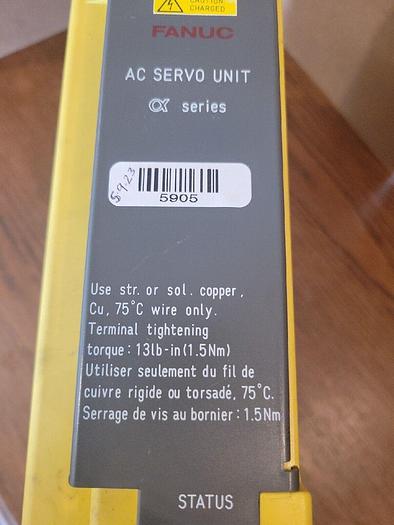 CAUTION
CHARGED
FANUC
AC SERVO UNIT
α series
5.9.23
5905
Use str. or sol. copper,
Cu, 75°C wire only.
Terminal tightening
torque: 13lb-in(1.5Nm)
Utiliser seulement du fil de
cuivre rigide ou torsadé, 75°C.
Serrage de vis au bornier: 1.5Nm
STATUS